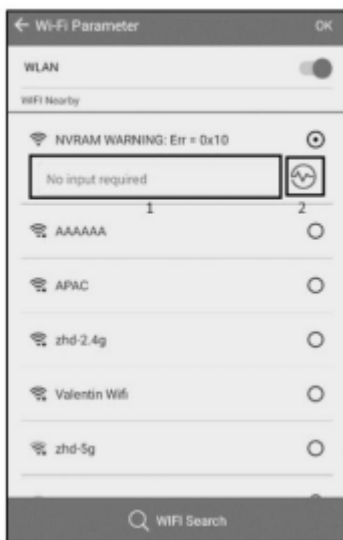 Wi-Fi Parameter OK
WLAN
WIFI Nearby
NVRAM WARNING: Err = 0x10
No input required
1 2
AAAAAA
APAC
zhd-2.4g
Valentin Wifi
zhd-5g
WIFI Search